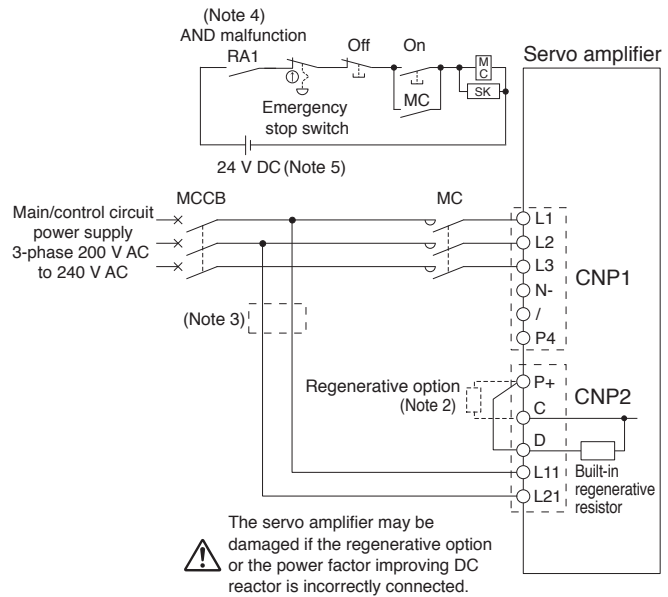 (Note 4)
AND malfunction
RA1
Off
On
Servo amplifier
M
C
SK
MC
Emergency
stop switch
24 V DC (Note 5)
MCCB
MC
Main/control circuit
power supply
3-phase 200 V AC
to 240 V AC
L1
L2
L3
N-
/
P4
CNP1
(Note 3)
Regenerative option
(Note 2)
P+
C
D
L11
L21
CNP2
Built-in
regenerative
resistor
The servo amplifier may be
damaged if the regenerative option
or the power factor improving DC
reactor is incorrectly connected.